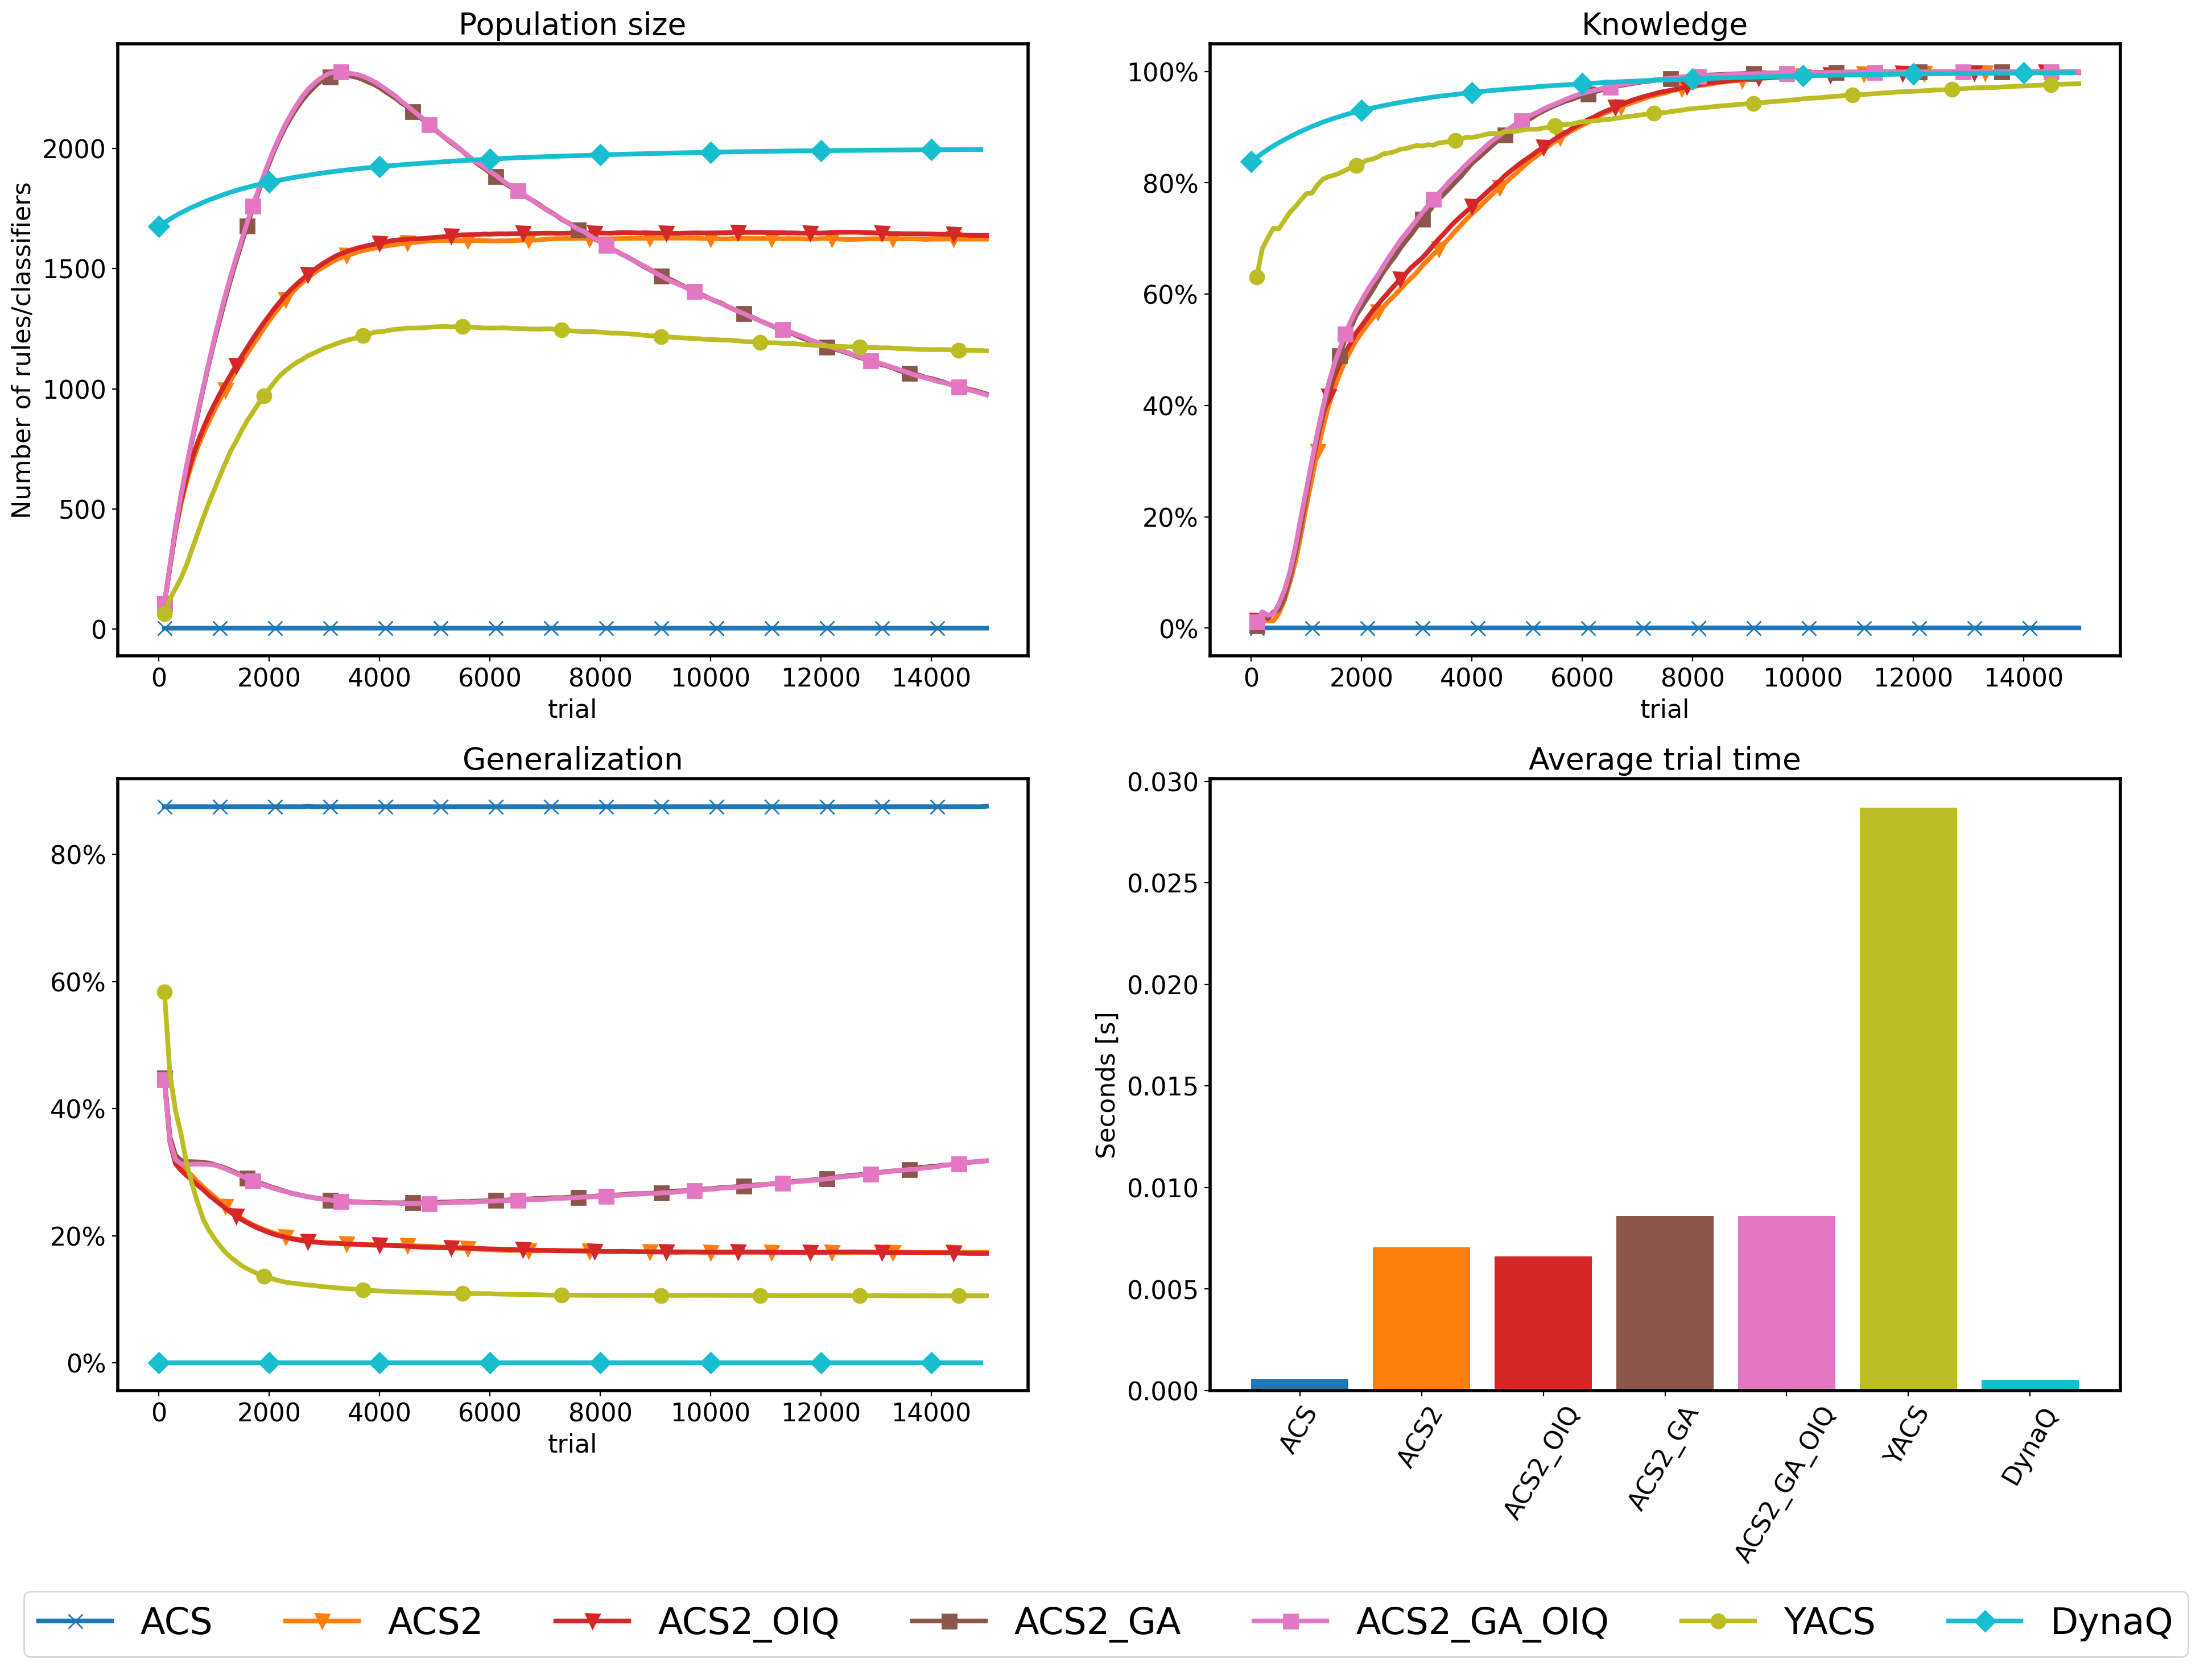 Population size
Number of rules/classifiers
2000
1500
1000
500
0
0 2000 4000 6000 8000 10000 12000 14000
trial
Knowledge
100%
80%
60%
40%
20%
0%
0 2000 4000 6000 8000 10000 12000 14000
trial
Generalization
80%
60%
40%
20%
0%
0 2000 4000 6000 8000 10000 12000 14000
trial
Average trial time
Seconds [s]
0.030
0.025
0.020
0.015
0.010
0.005
0.000
ACS ACS2 ACS2_OIQ ACS2_GA ACS2_GA_OIQ YACS DynaQ
ACS ACS2 ACS2_OIQ ACS2_GA ACS2_GA_OIQ YACS DynaQ